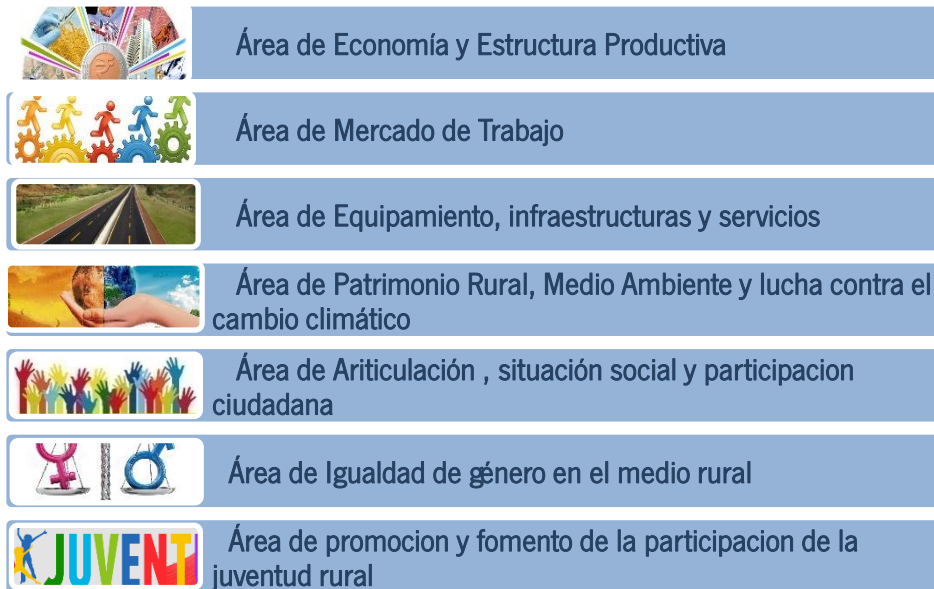 Área de Economía y Estructura Productiva
Área de Mercado de Trabajo
Área de Equipamiento, infraestructuras y servicios
Área de Patrimonio Rural, Medio Ambiente y lucha contra el
cambio climático
Área de Ariticulación , situación social y participacion
ciudadana
Área de Igualdad de género en el medio rural
JUVENT
Área de promocion y fomento de la participacion de la
juventud rural